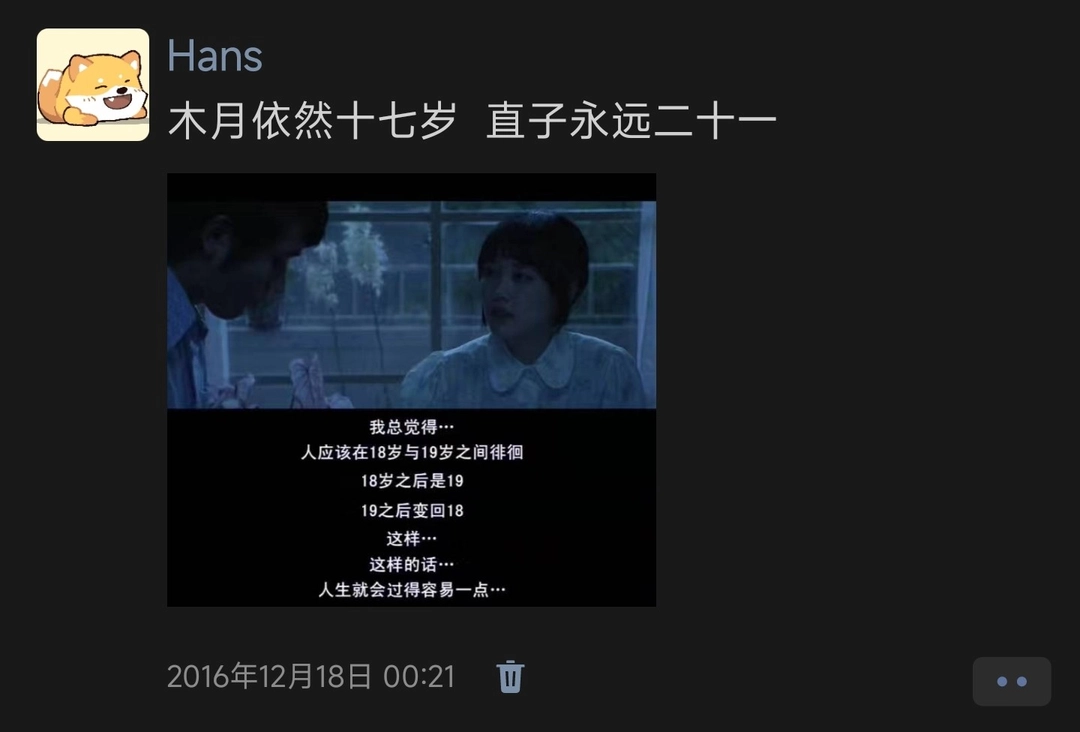 Hans
木月依然十七岁  直子永远二十一
我总觉得…
人应该在18岁与19岁之间徘徊
18岁之后是19
19之后变回18
这样…
这样的话…
人生就会过得容易一点…
2016年12月18日 00:21